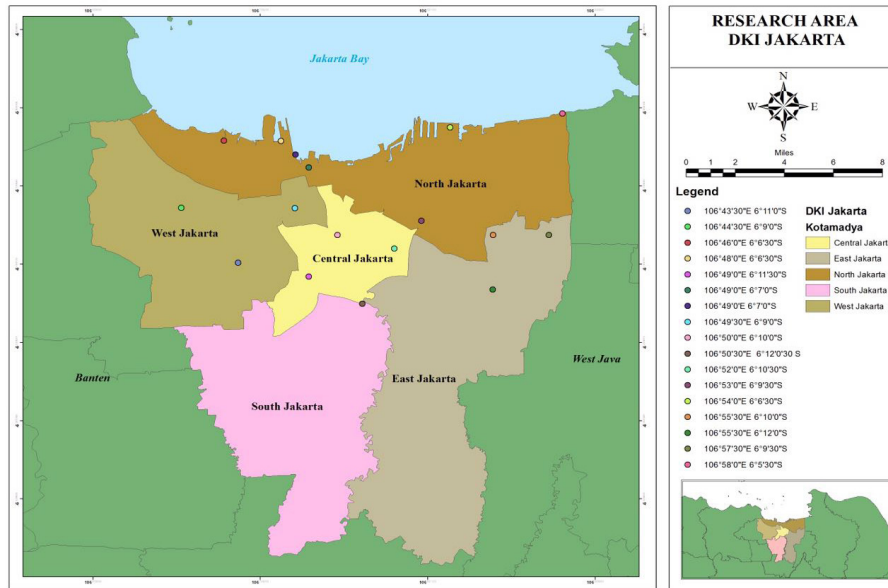 Jakarta Bay
North Jakarta
West Jakarta
Central Jakarta
Banten
East Jakarta
West Java
South Jakarta
RESEARCH AREA
DKI JAKARTA
N
W E
S
Miles
0 2 4 6 8
Legend
106°43'30"E 6°11'0"S
106°44'30"E 6°9'0"S
106°46'0"E 6°6'30"S
106°48'0"E 6°6'30"S
106°49'0"E 6°11'30"S
106°49'0"E 6°7'0"S
106°49'0"E 6°7'0"S
106°49'30"E 6°9'0"S
106°50'0"E 6°10'0"S
106°50'30"E 6°12'0'30 S
106°52'0"E 6°10'30"S
106°53'0"E 6°9'30"S
106°54'0"E 6°6'30"S
106°55'30"E 6°10'0"S
106°55'30"E 6°12'0"S
106°57'30"E 6°9'30"S
106°58'0"E 6°5'30"S
DKI Jakarta
Kotamadya
Central Jakarta
East Jakarta
North Jakarta
South Jakarta
West Jakarta